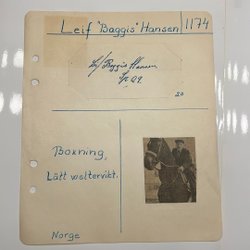 Leif "Baggis" Hansen
1174
Leif Baggis Hansen
Boxning,
Lätt weltervikt.
Norge